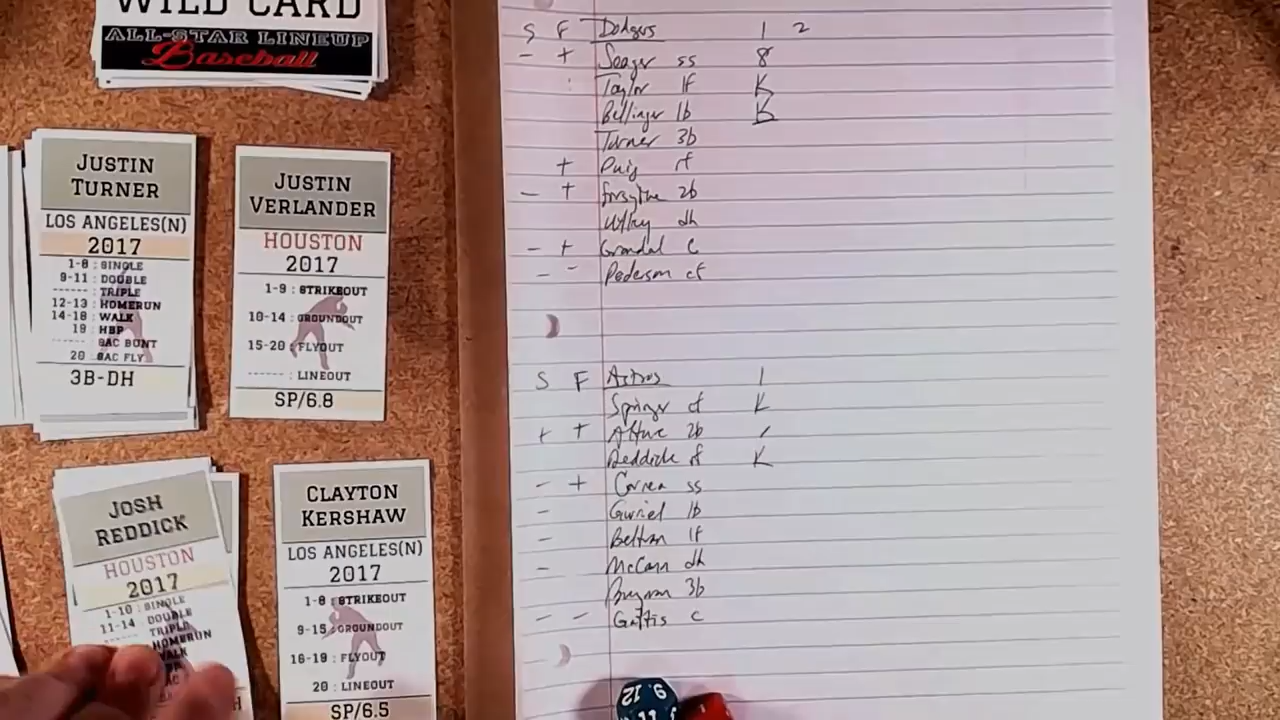 WILD CARD
ALL-STAR LINEUP
Baseball
JUSTIN
TURNER
LOS ANGELES(N)
2017
1-8 : SINGLE
9-11 : DOUBLE
------ : TRIPLE
12-13 : HOMERUN
14-18 : WALK
19 : HBP
------ : SAC BUNT
20 : SAC FLY
3B-DH
JUSTIN
VERLANDER
HOUSTON
2017
1-9 : STRIKEOUT
10-14 : GROUNDOUT
15-20 : FLYOUT
------ : LINEOUT
SP/6.8
JOSH
REDDICK
HOUSTON
2017
1-10 : SINGLE
11-14 : DOUBLE
TRIPLE
HOMERUN
WALK
SAC
CLAYTON
KERSHAW
LOS ANGELES(N)
2017
1-8 : STRIKEOUT
9-15 : GROUNDOUT
16-19 : FLYOUT
20 : LINEOUT
SP/6.5
S F Dodgers 1 2
- + Seager ss 8
Taylor lf K
Bellinger 1b K
Turner 3b
+ Puig rf
- + Forsythe 2b
Utley dh
- + Grandal c
- - Pederson cf
S F Astros 1
Springer cf K
+ + Altuve 2b /
Reddick rf K
- + Correa ss
- Gurriel 1b
- Beltran lf
- McCann dh
Bregman 3b
- - Gattis c
9. 12
11